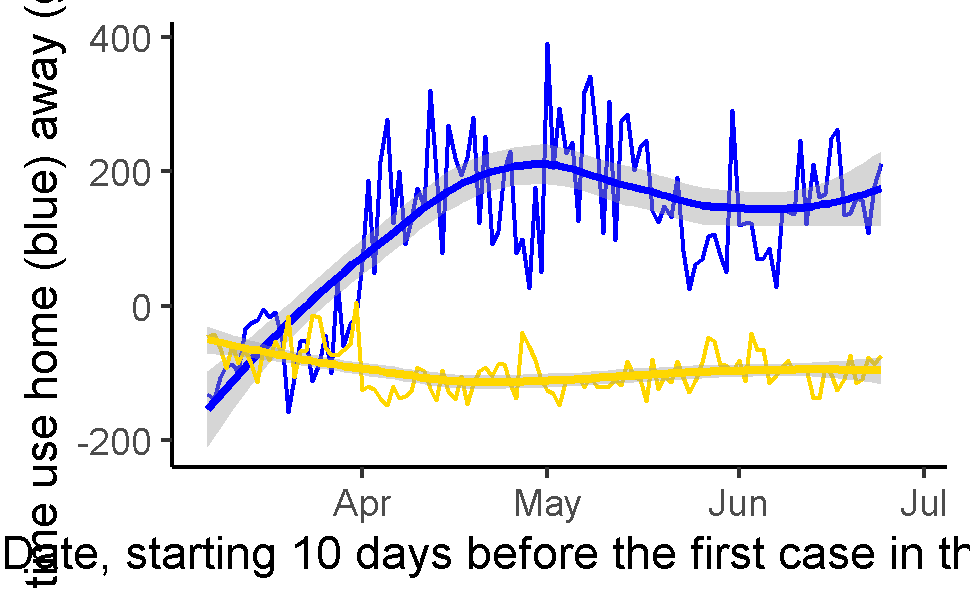 time use home (blue) away (
400
200
0
-200
Apr May Jun Jul
Date, starting 10 days before the first case in th